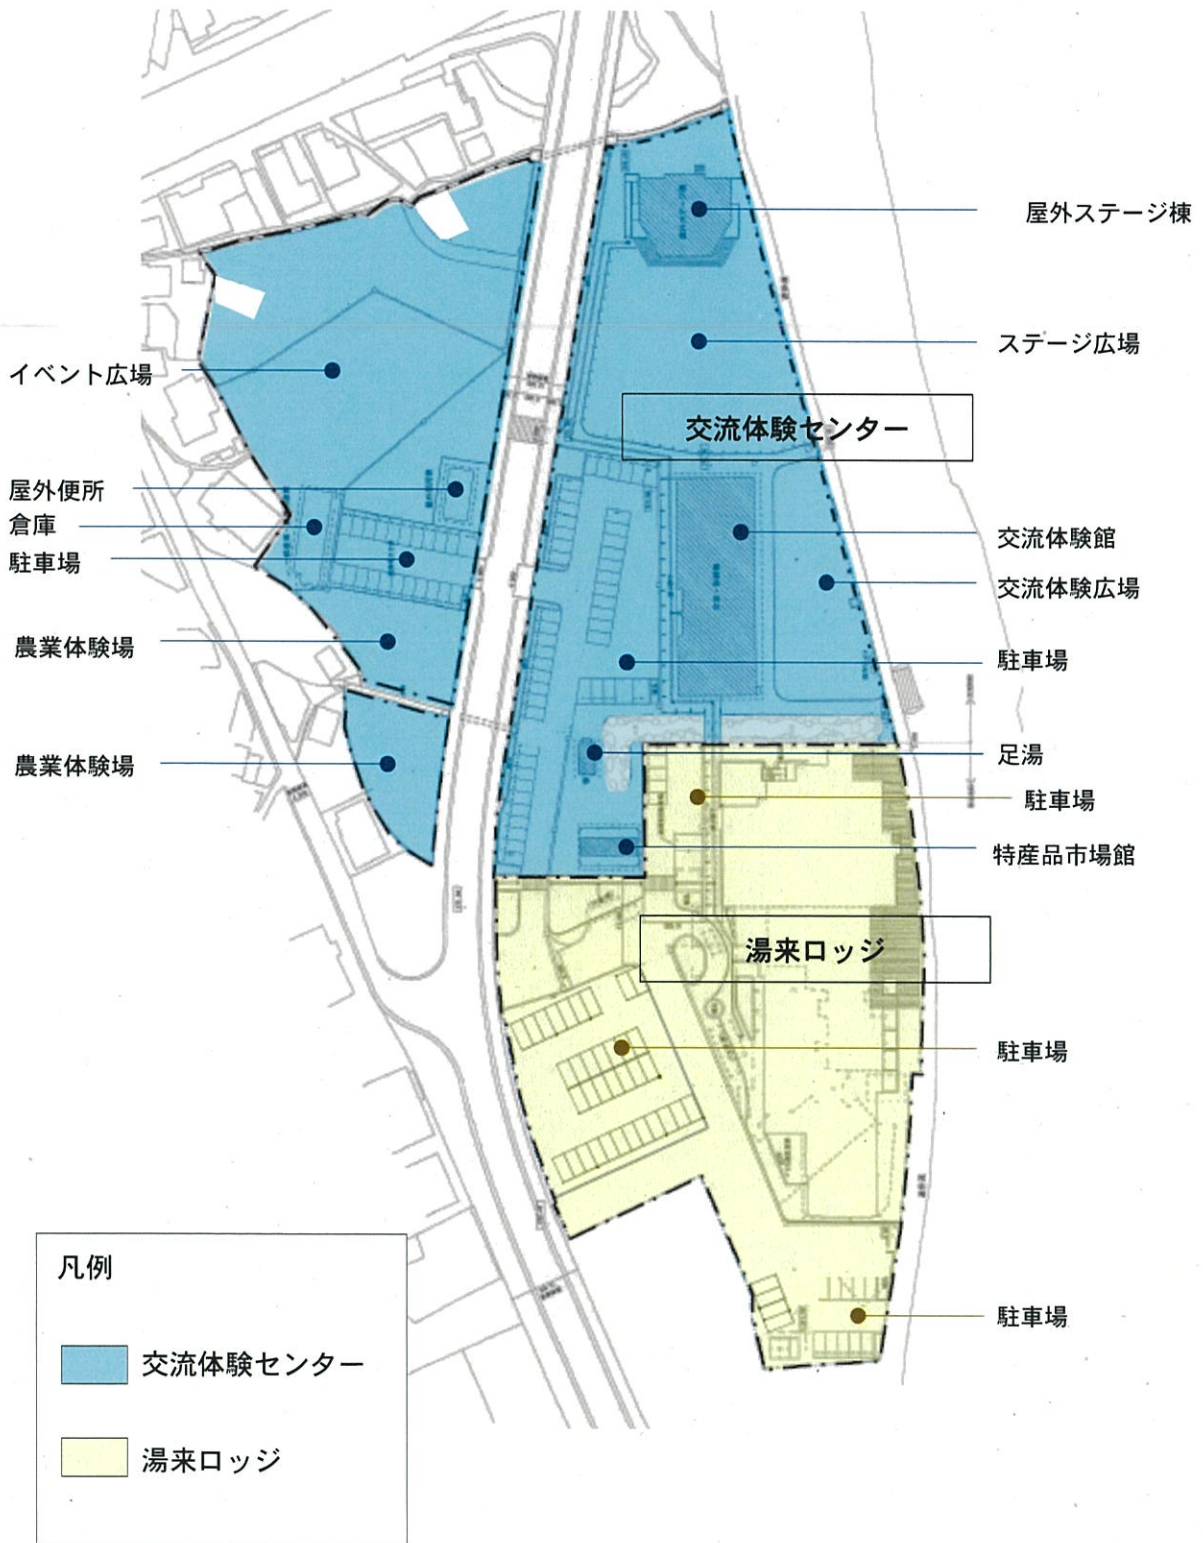 屋外ステージ棟
ステージ広場
イベント広場
交流体験センター
屋外便所
倉庫
駐車場
交流体験館
交流体験広場
農業体験場
駐車場
農業体験場
足湯
駐車場
特産品市場館
湯来ロッジ
駐車場
駐車場
凡例
交流体験センター
湯来ロッジ